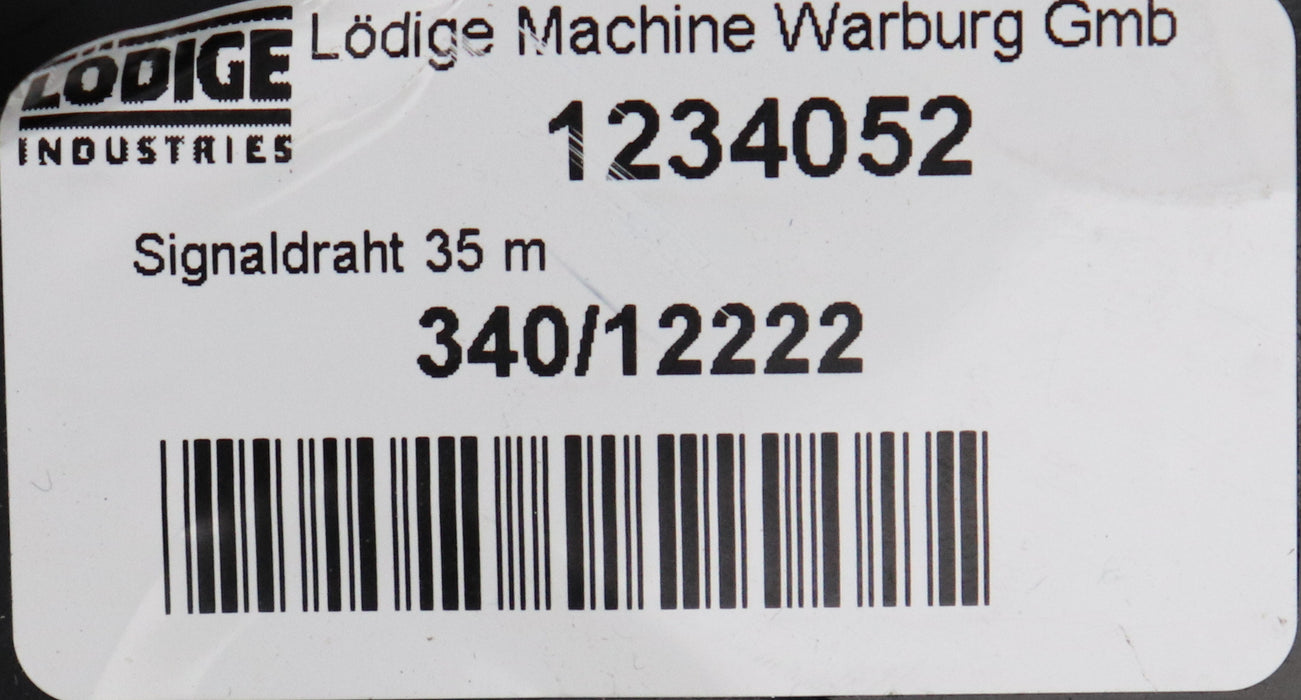 LÖDIGE
INDUSTRIES
Lödige Machine Warburg Gmb
1234052
Signaldraht 35 m
340/12222